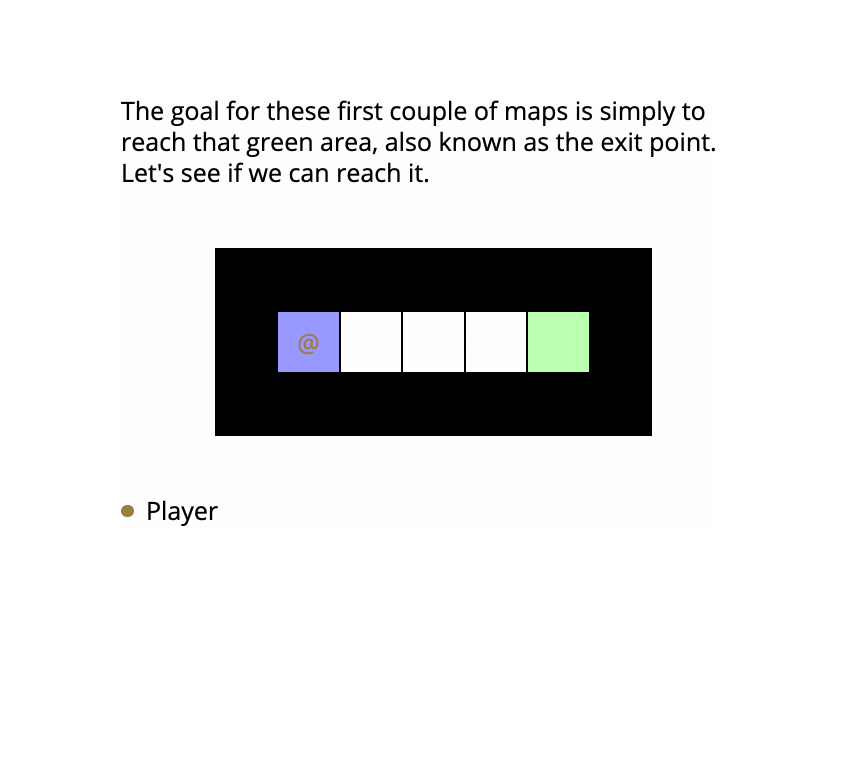 The goal for these first couple of maps is simply to
reach that green area, also known as the exit point.
Let's see if we can reach it.
@
Player